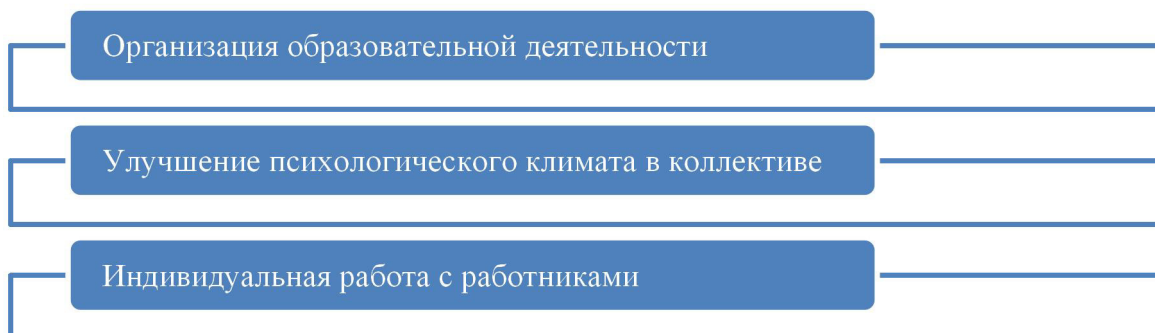 Организация образовательной деятельности
Улучшение психологического климата в коллективе
Индивидуальная работа с работниками